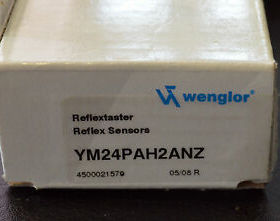 wenglor®
Reflextaster
Reflex Sensors
YM24PAH2ANZ
4500021579 05/08 R